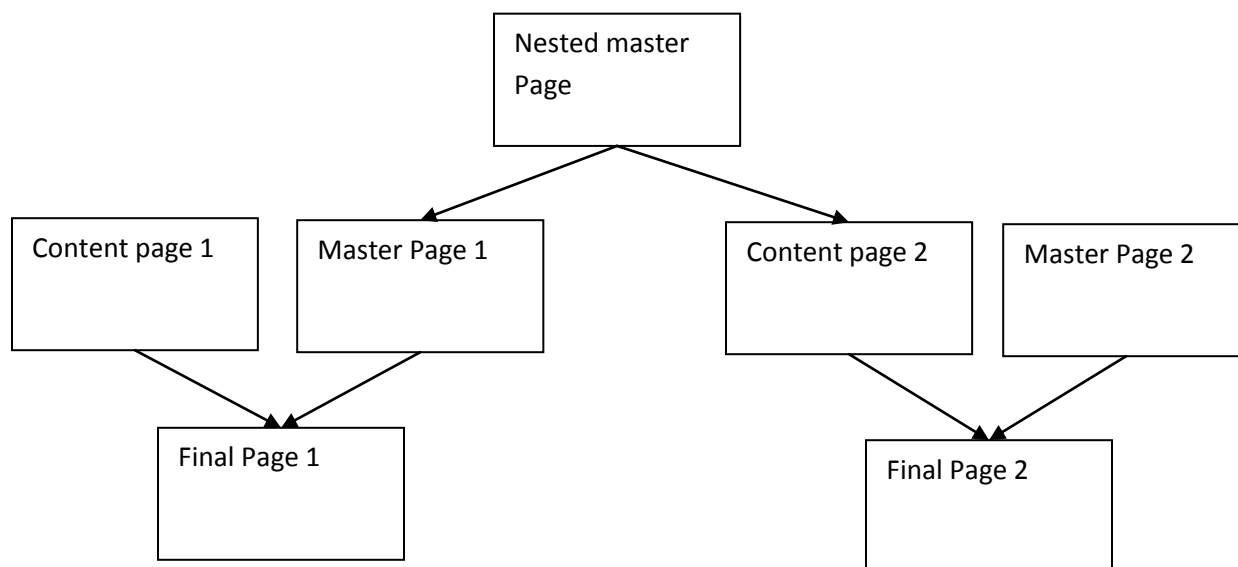 Nested master
Page
Content page 1
Master Page 1
Content page 2
Master Page 2
Final Page 1
Final Page 2